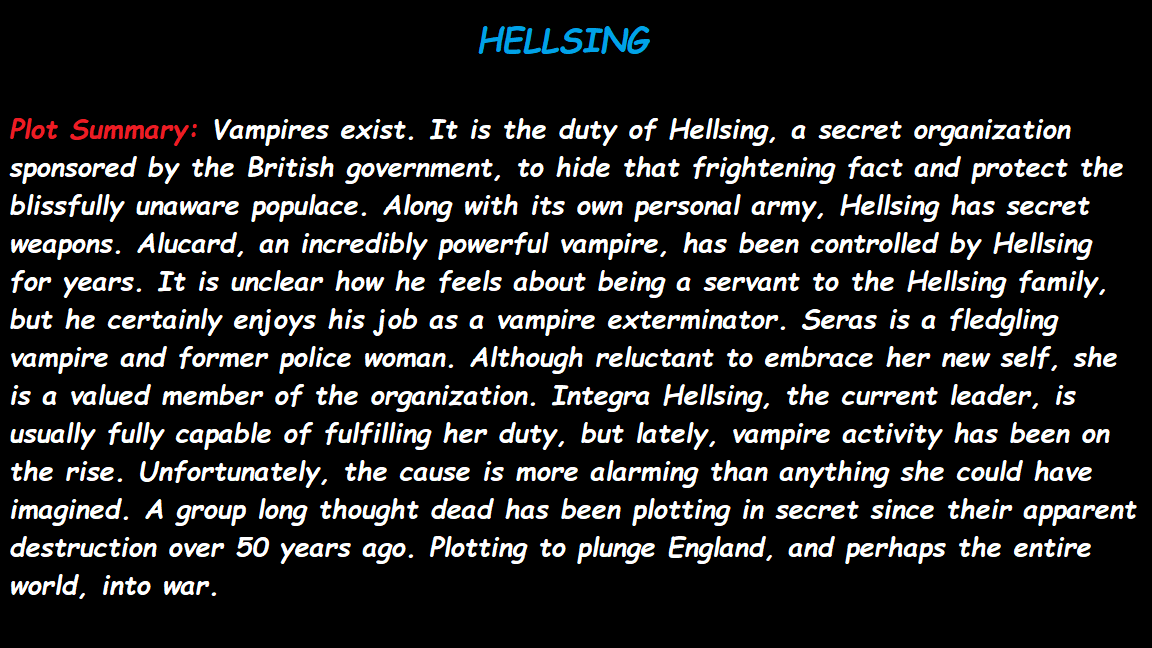 HELLSING
Plot Summary: Vampires exist. It is the duty of Hellsing, a secret organization
sponsored by the British government, to hide that frightening fact and protect the
blissfully unaware populace. Along with its own personal army, Hellsing has secret
weapons. Alucard, an incredibly powerful vampire, has been controlled by Hellsing
for years. It is unclear how he feels about being a servant to the Hellsing family,
but he certainly enjoys his job as a vampire exterminator. Seras is a fledgling
vampire and former police woman. Although reluctant to embrace her new self, she
is a valued member of the organization. Integra Hellsing, the current leader, is
usually fully capable of fulfilling her duty, but lately, vampire activity has been on
the rise. Unfortunately, the cause is more alarming than anything she could have
imagined. A group long thought dead has been plotting in secret since their apparent
destruction over 50 years ago. Plotting to plunge England, and perhaps the entire
world, into war.